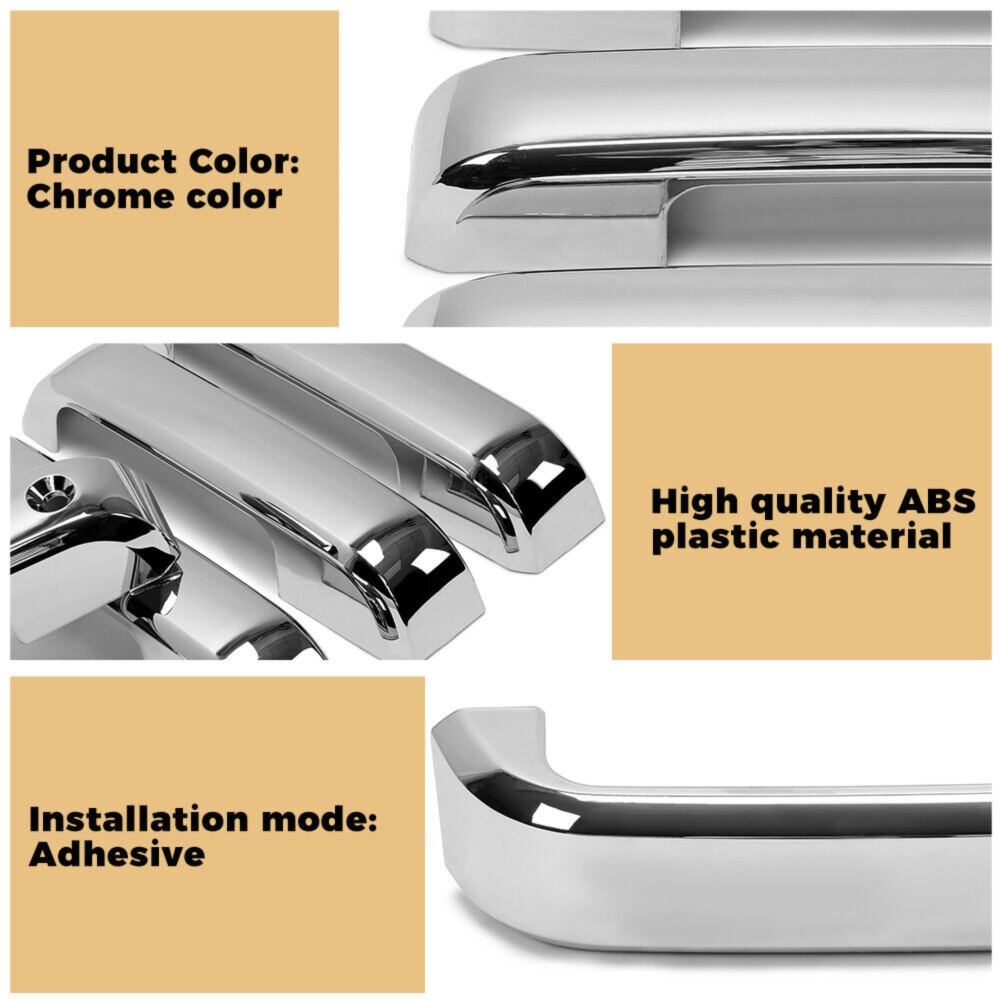 Product Color:
Chrome color
High quality ABS
plastic material
Installation mode:
Adhesive